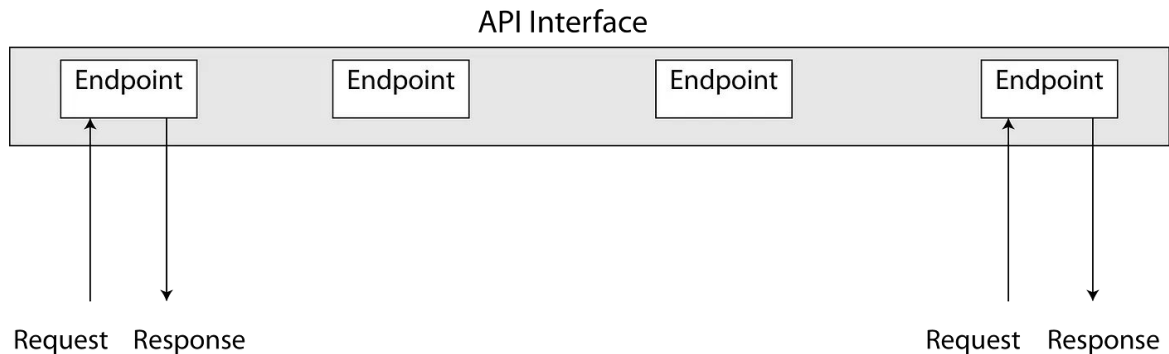 API Interface
Endpoint Endpoint Endpoint Endpoint
Request Response Request Response